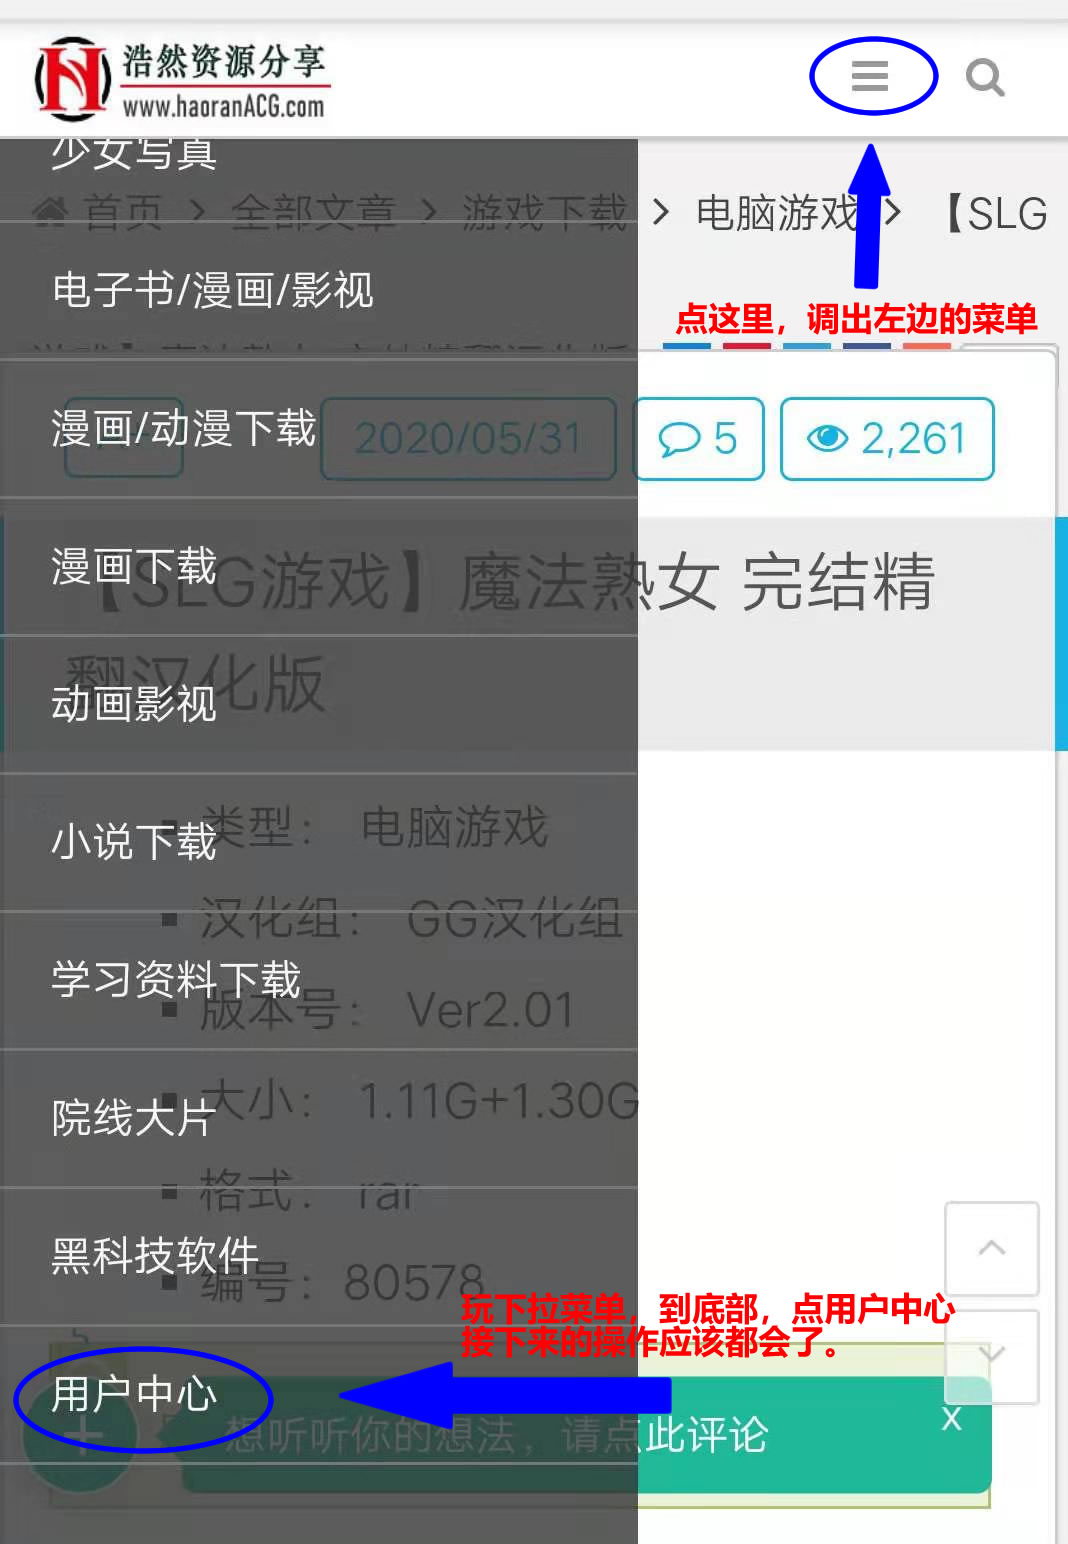 浩然资源分享
www.haoranACG.com
少女写真
首页 > 全部文章 > 游戏下载 > 电脑游戏 > 【SLG
电子书/漫画/影视
点这里，调出左边的菜单
漫画/动漫下载
2020/05/31
5
2,261
漫画下载
【SLG游戏】魔法熟女 完结精
翻汉化版
动画影视
类型： 电脑游戏
小说下载
汉化组： GG汉化组
学习资料下载
版本号： Ver2.01
大小： 1.11G+1.30G
院线大片
格式： rar
黑科技软件
编号：80578
玩下拉菜单，到底部，点用户中心
接下来的操作应该都会了。
用户中心
想听听你的想法，请点此评论
X